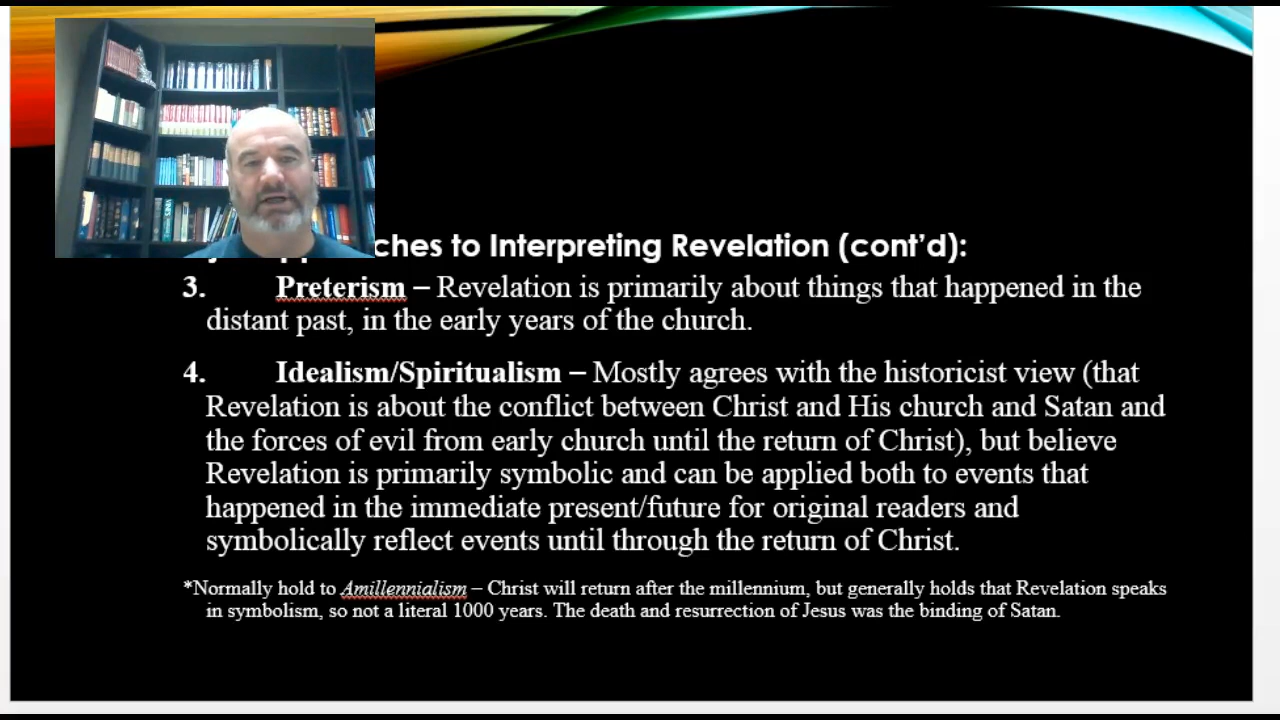 ches to Interpreting Revelation (cont’d):
3. Preterism – Revelation is primarily about things that happened in the
distant past, in the early years of the church.
4. Idealism/Spiritualism – Mostly agrees with the historicist view (that
Revelation is about the conflict between Christ and His church and Satan and
the forces of evil from early church until the return of Christ), but believe
Revelation is primarily symbolic and can be applied both to events that
happened in the immediate present/future for original readers and
symbolically reflect events until through the return of Christ.
*Normally hold to Amillennialism – Christ will return after the millennium, but generally holds that Revelation speaks
in symbolism, so not a literal 1000 years. The death and resurrection of Jesus was the binding of Satan.